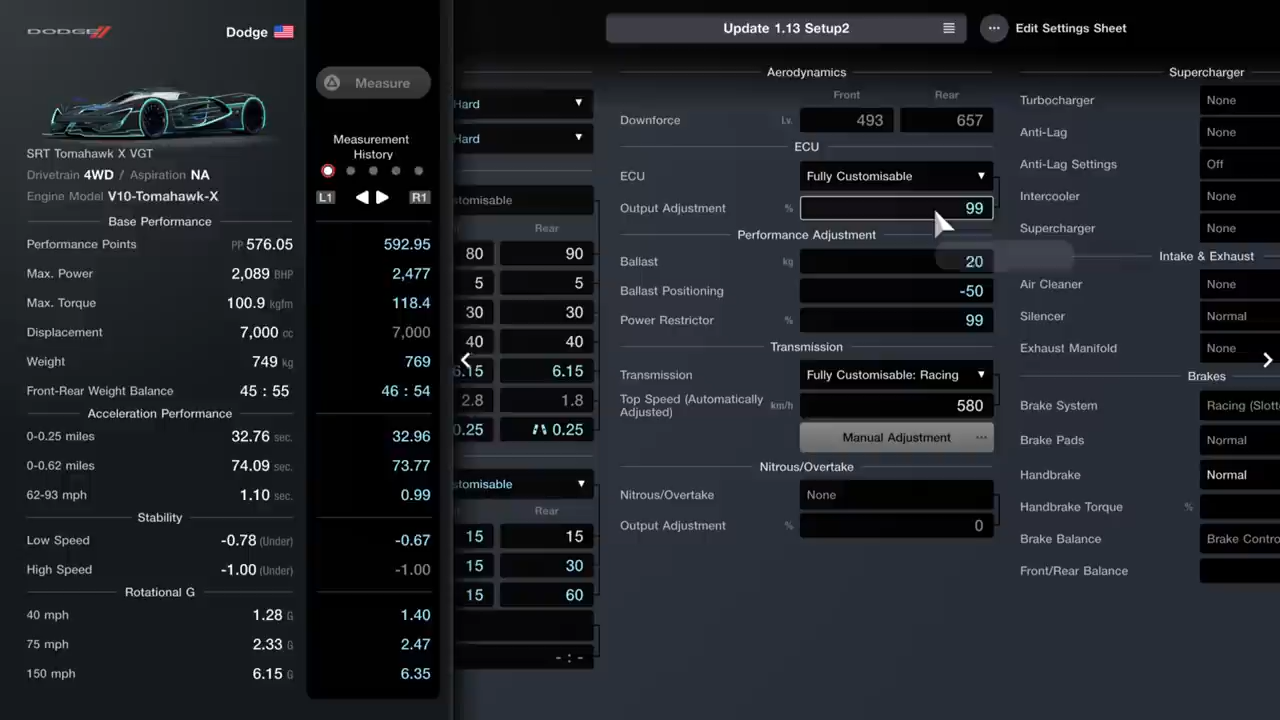 DODGE
Dodge
SRT Tomahawk X VGT
Drivetrain 4WD / Aspiration NA
Engine Model V10-Tomahawk-X
Base Performance
Performance Points PP 576.05 592.95
Max. Power 2,089 BHP 2,477
Max. Torque 100.9 kgfm 118.4
Displacement 7,000 cc 7,000
Weight 749 kg 769
Front-Rear Weight Balance 45 : 55 46 : 54
Acceleration Performance
0-0.25 miles 32.76 sec. 32.96
0-0.62 miles 74.09 sec. 73.77
62-93 mph 1.10 sec. 0.99
Stability
Low Speed -0.78 (Under) -0.67
High Speed -1.00 (Under) -1.00
Rotational G
40 mph 1.28 G 1.40
75 mph 2.33 G 2.47
150 mph 6.15 G 6.35
Measure
Measurement
History
L1 R1
Update 1.13 Setup2
Edit Settings Sheet
Hard
Hard
stomisable
Rear
80 90
5 5
30 30
40 40
6.15 6.15
2.8 1.8
0.25 0.25
stomisable
Rear
15 15
15 30
15 60
- : -
Aerodynamics
Front Rear
Downforce Lv. 493 657
ECU
ECU Fully Customisable
Output Adjustment % 99
Performance Adjustment
Ballast kg 20
Ballast Positioning -50
Power Restrictor % 99
Transmission
Transmission Fully Customisable: Racing
Top Speed (Automatically
Adjusted) km/h 580
Manual Adjustment
Nitrous/Overtake
Nitrous/Overtake None
Output Adjustment % 0
Supercharger
Turbocharger None
Anti-Lag None
Anti-Lag Settings Off
Intercooler None
Supercharger None
Intake & Exhaust
Air Cleaner None
Silencer Normal
Exhaust Manifold None
Brakes
Brake System Racing (Slott
Brake Pads Normal
Handbrake Normal
Handbrake Torque %
Brake Balance Brake Contro
Front/Rear Balance